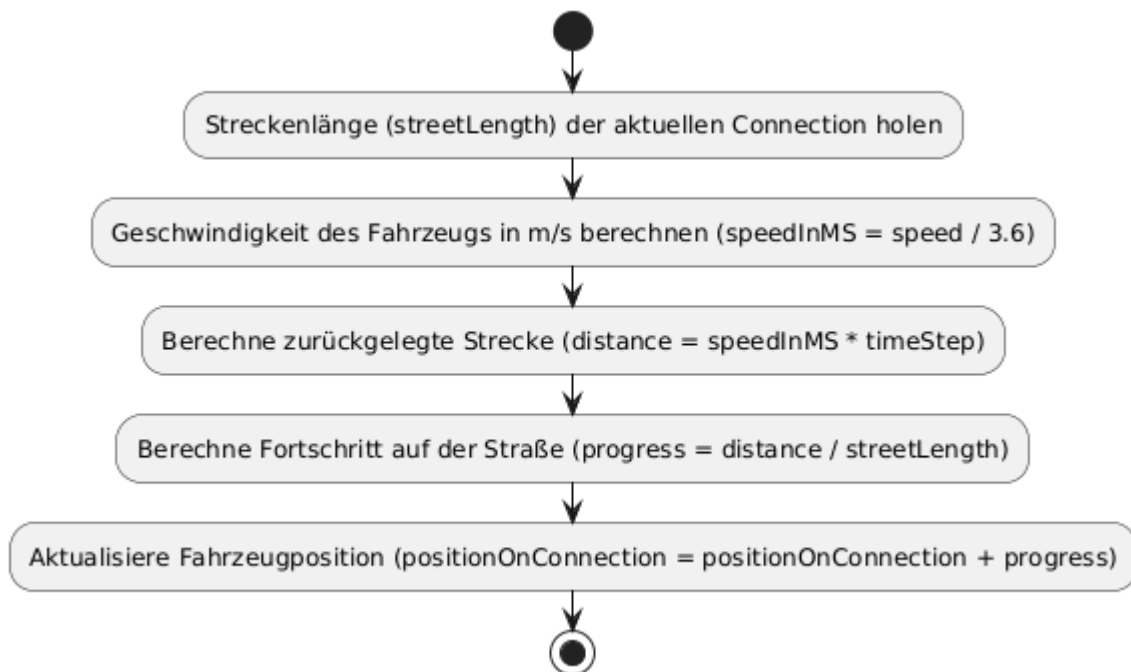 Streckenlänge (streetLength) der aktuellen Connection holen
Geschwindigkeit des Fahrzeugs in m/s berechnen (speedInMS = speed / 3.6)
Berechne zurückgelegte Strecke (distance = speedInMS * timeStep)
Berechne Fortschritt auf der Straße (progress = distance / streetLength)
Aktualisiere Fahrzeugposition (positionOnConnection = positionOnConnection + progress)